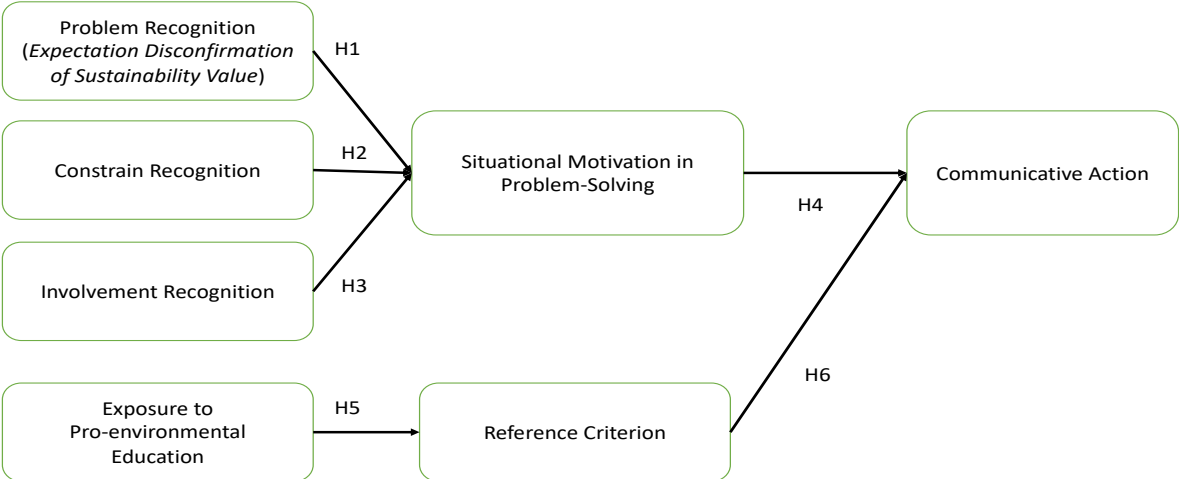 Problem Recognition
(Expectation Disconfirmation
of Sustainability Value)
H1
Constrain Recognition
H2
Involvement Recognition
H3
Situational Motivation in
Problem-Solving
H4
Communicative Action
Exposure to
Pro-environmental
Education
H5
Reference Criterion
H6